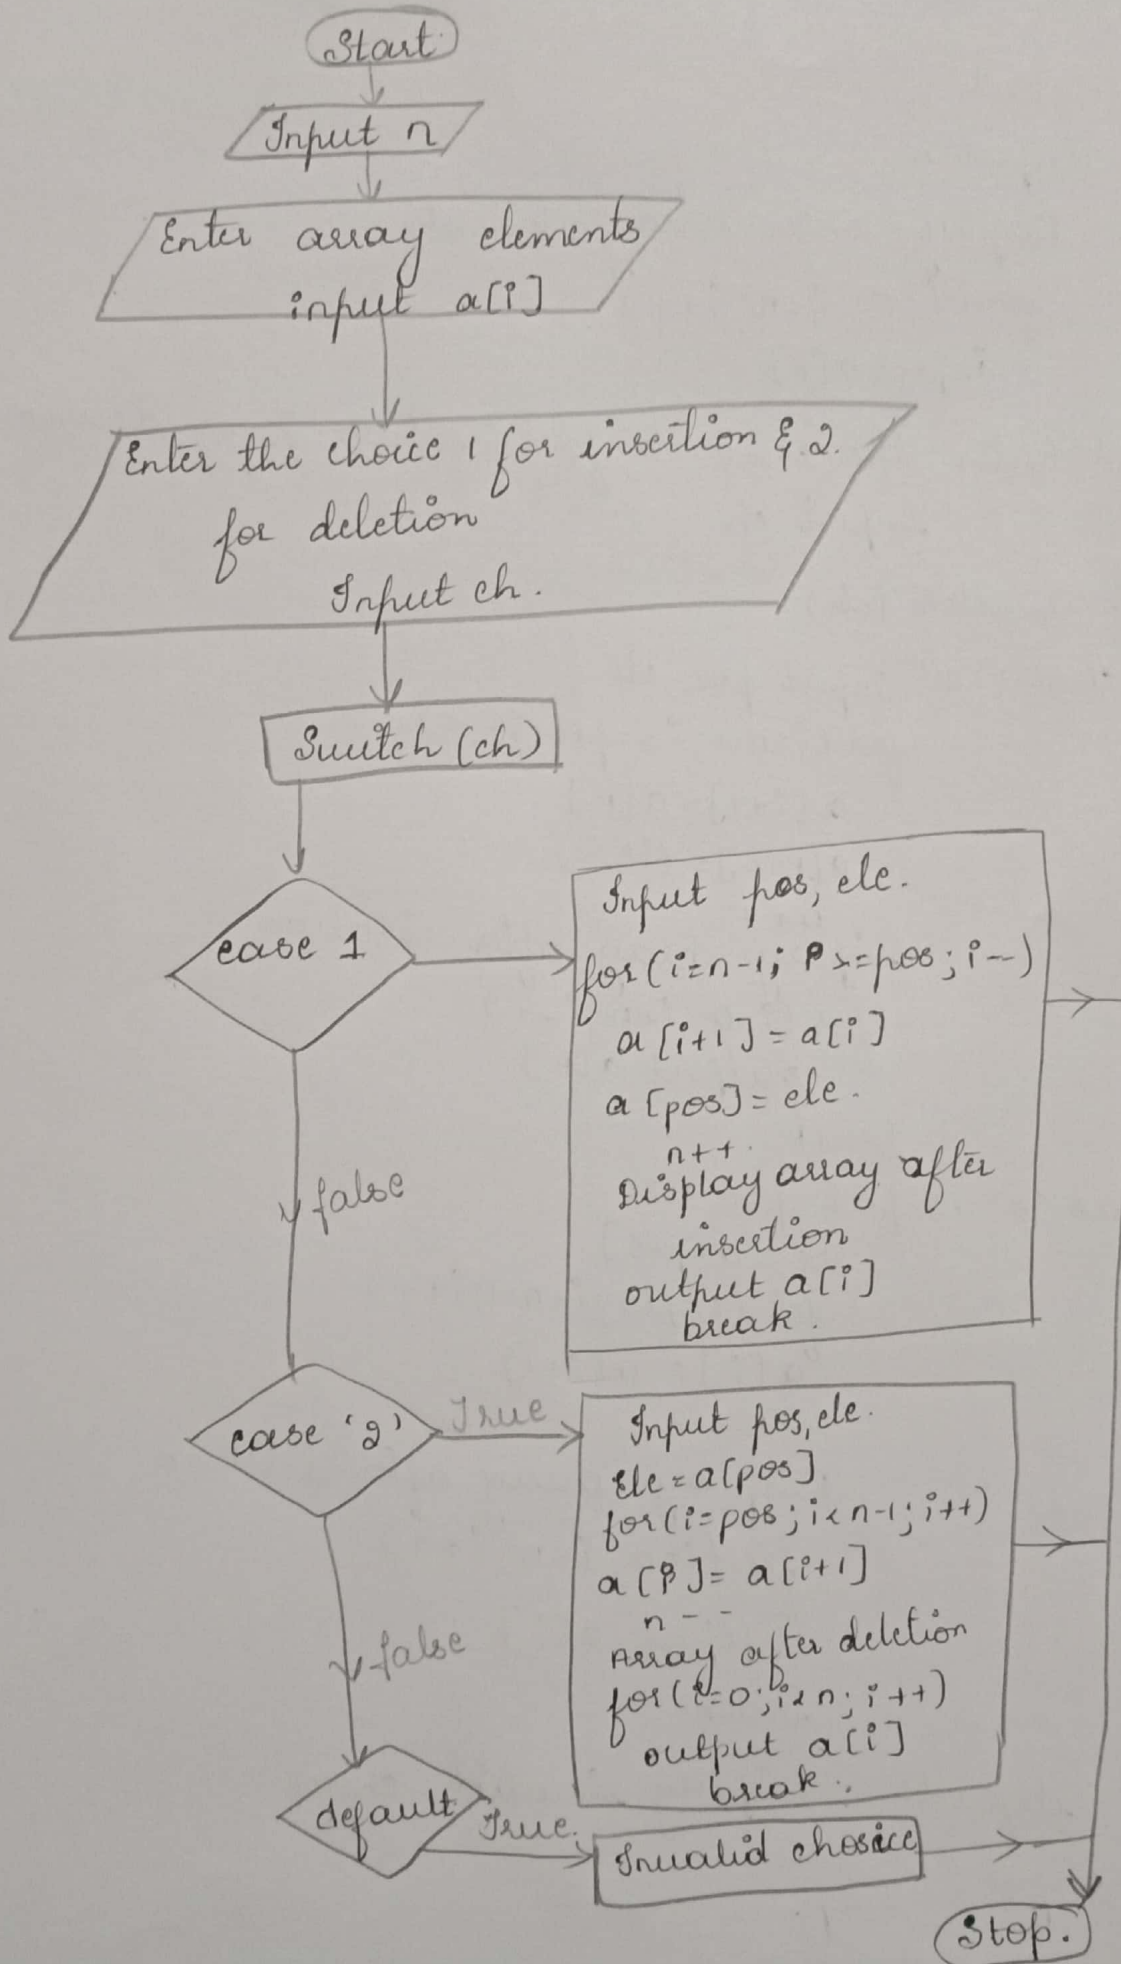 Start
Input n
Enter array elements
input a[i]
Enter the choice 1 for insertion & 2.
for deletion
Input ch.
Switch (ch)
case 1
Input pos, ele.
for(i=n-1; i>=pos; i--)
a[i+1] = a[i]
a[pos] = ele.
n++.
Display array after
insertion
output a[i]
break.
false
case '2'
True
Input pos, ele.
Ele = a[pos]
for(i=pos; i<n-1; i++)
a[i] = a[i+1]
n--
Array after deletion
for(i=0; i<n; i++)
output a[i]
break.
false
default
True.
Invalid chosice
Stop.